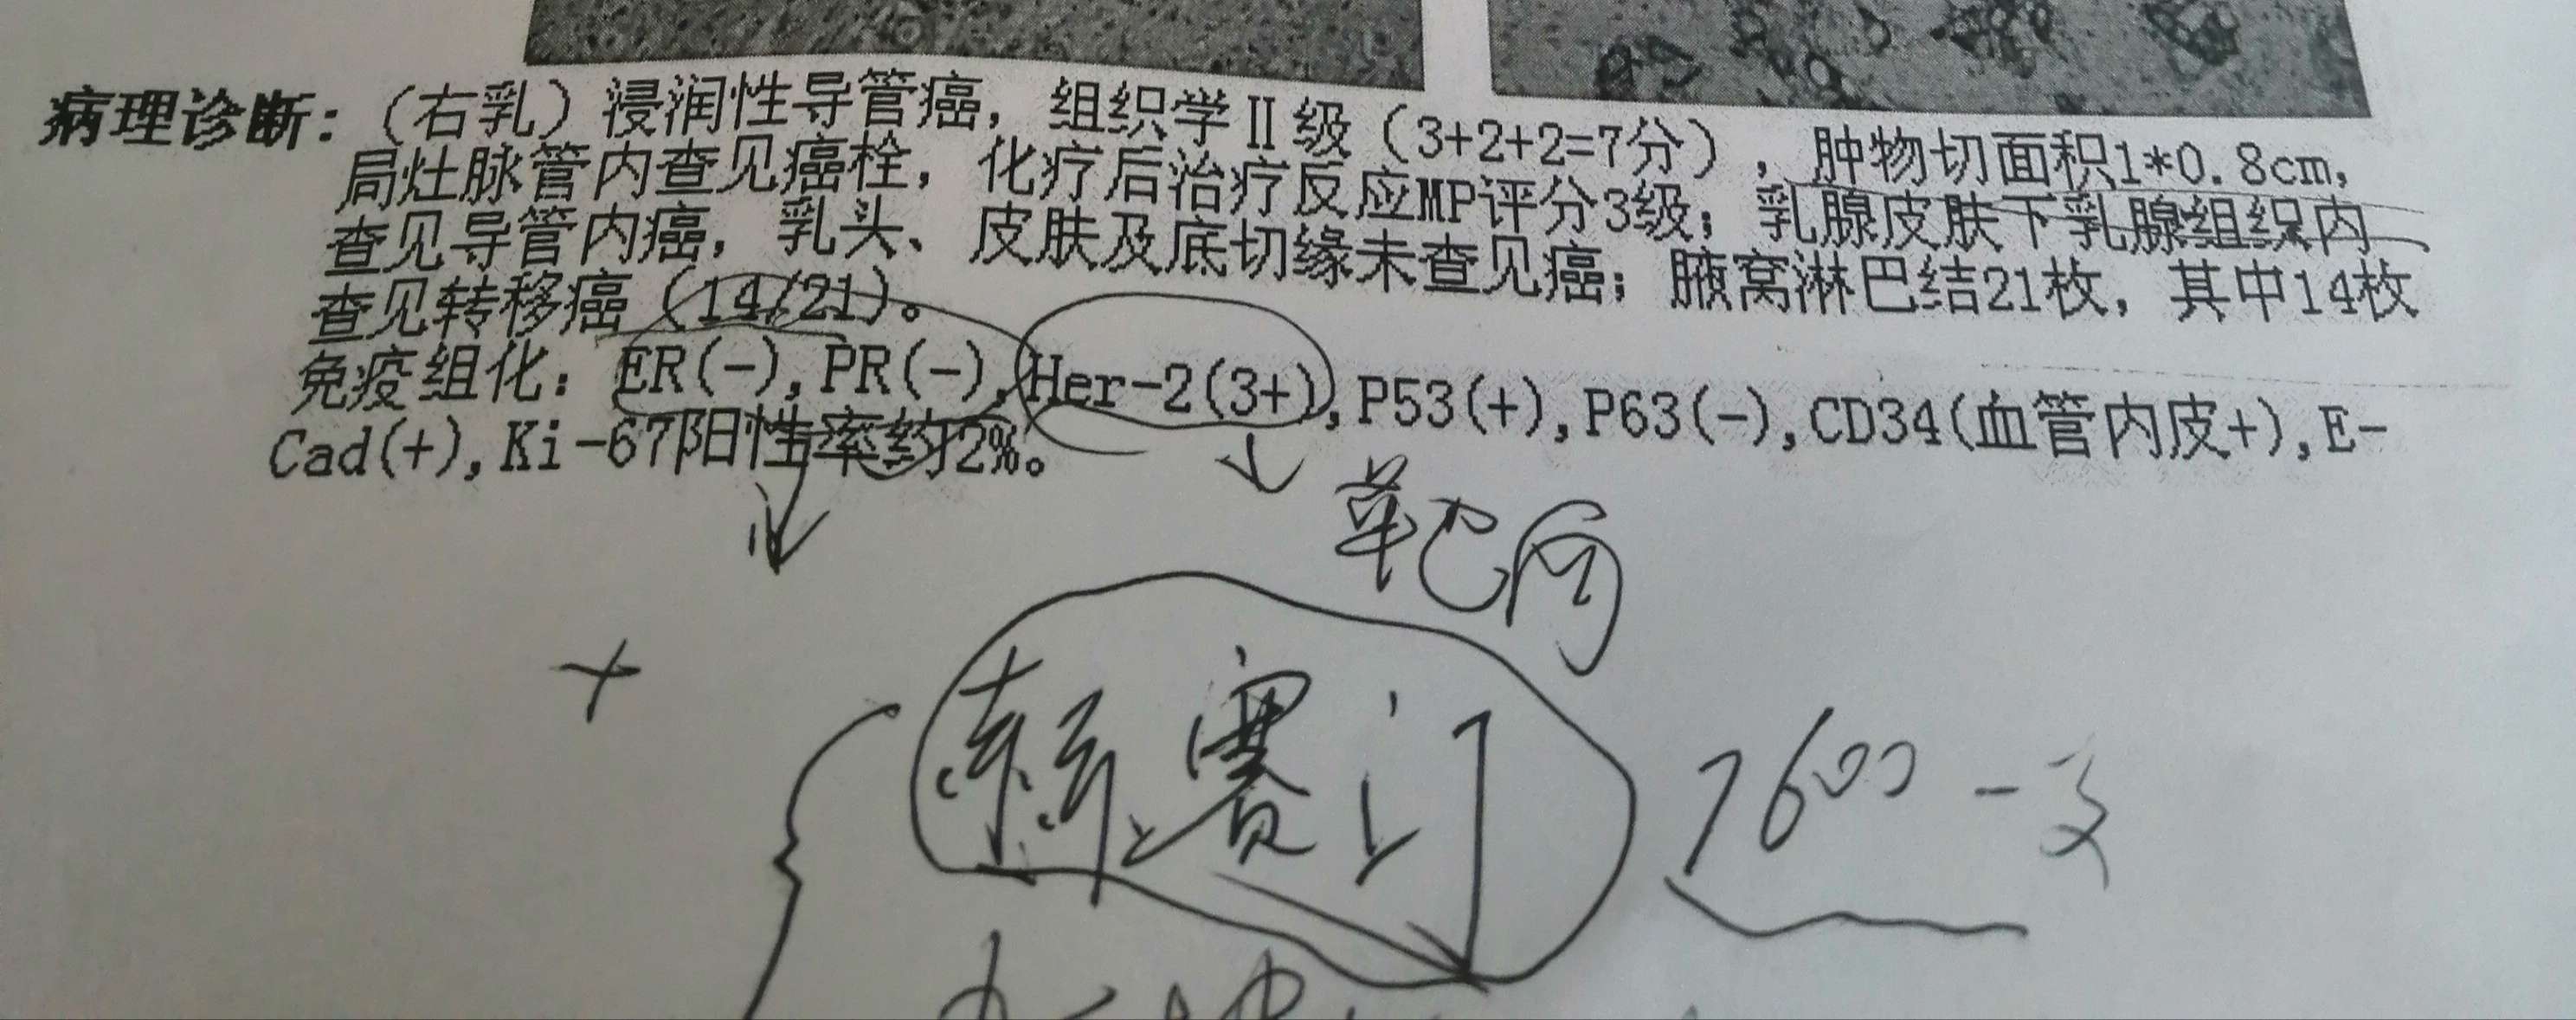 病理诊断：（右乳）浸润性导管癌，组织学Ⅱ级（3+2+2=7分），肿物切面积1*0.8cm，
局灶脉管内查见癌栓，化疗后治疗反应MP评分3级；乳腺皮肤下乳腺组织内
查见导管内癌，乳头、皮肤及底切缘未查见癌；腋窝淋巴结21枚，其中14枚
查见转移癌（14/21）。
免疫组化：ER(-),PR(-),Her-2(3+),P53(+),P63(-),CD34(血管内皮+),E-
Cad(+),Ki-67阳性率约2%。
靶向
+
赫赛汀
7600一支